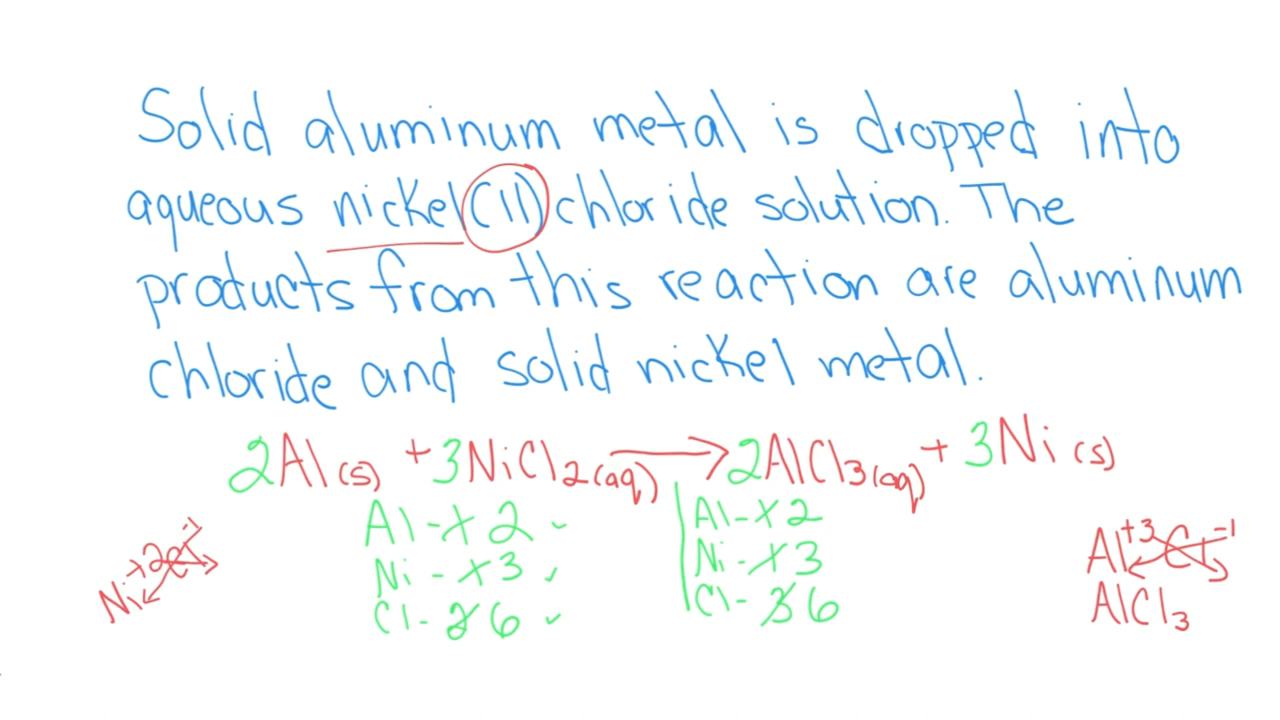 Solid aluminum metal is dropped into
aqueous nickel (II) chloride solution. The
products from this reaction are aluminum
chloride and solid nickel metal.
2Al(s) + 3NiCl2(aq) → 2AlCl3(aq) + 3Ni(s)
Al - 1 2 ✓
Ni - 1 3 ✓
Cl - 2 6 ✓
Al - 1 2
Ni - 1 3
Cl - 3 6
Ni+2 Cl-1
Al+3 Cl-1
AlCl3